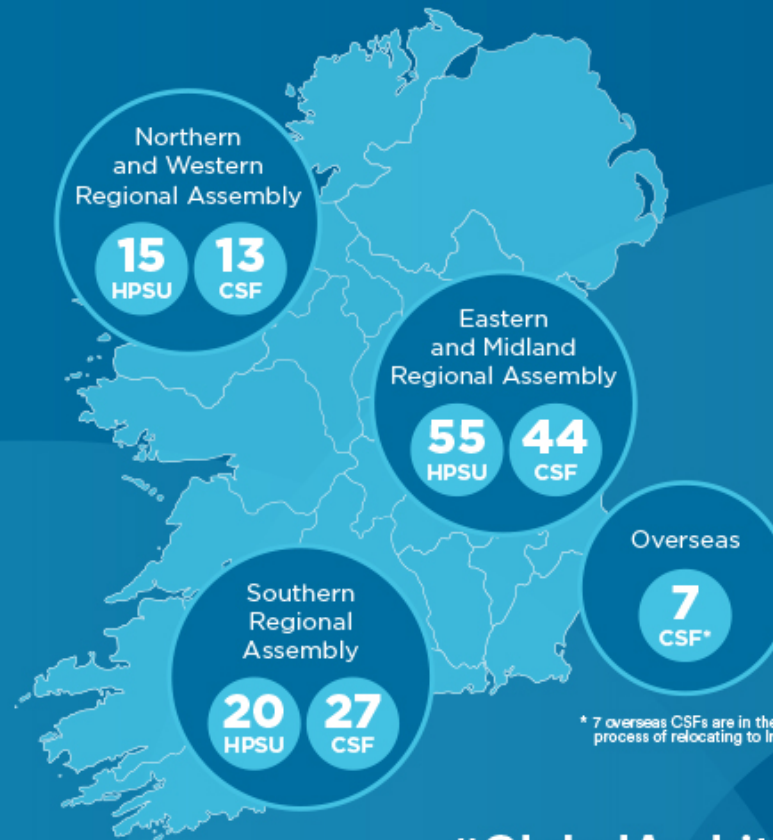 Northern
and Western
Regional Assembly
15
HPSU
13
CSF
Eastern
and Midland
Regional Assembly
55
HPSU
44
CSF
Overseas
7
CSF*
Southern
Regional
Assembly
20
HPSU
27
CSF
* 7 overseas CSFs are in the
process of relocating to